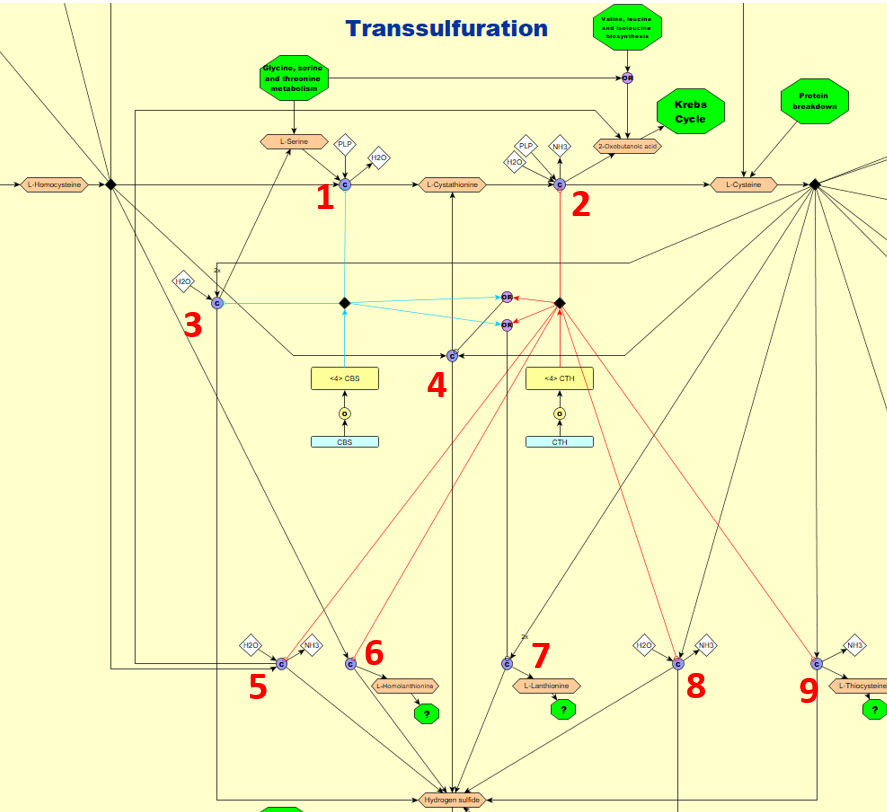 Transsulfuration
Valine, leucine
and isoleucine
biosynthesis
Glycine, serine
and threonine
metabolism
OR
Krebs
Cycle
Protein
breakdown
L-Serine
PLP
H2O
PLP
H2O
NH3
2-Oxobutanoic acid
L-Homocysteine
C
L-Cystathionine
C
L-Cysteine
1
2
2x
H2O
C
3
OR
OR
C
4
<4> CBS
<4> CTH
O
O
CBS
CTH
2x
H2O
NH3
H2O
NH3
NH3
C
C
C
C
C
5
6
7
8
9
L-Homolanthionine
L-Lanthionine
L-Thiocysteine
?
?
?
Hydrogen sulfide